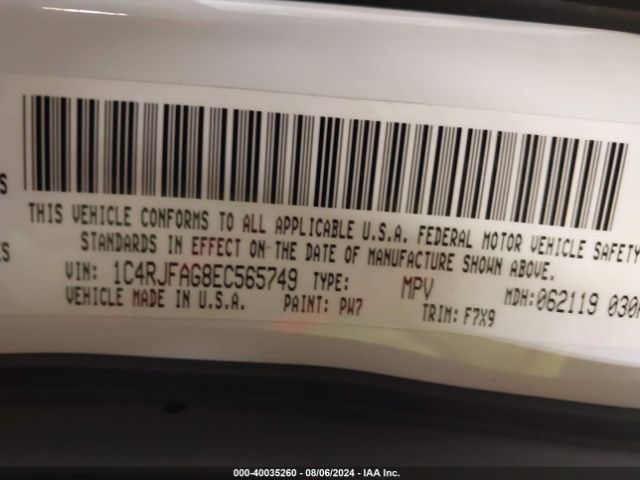 S
THIS VEHICLE CONFORMS TO ALL APPLICABLE U.S.A. FEDERAL MOTOR VEHICLE SAFETY
STANDARDS IN EFFECT ON THE DATE OF MANUFACTURE SHOWN ABOVE.
ES
VIN: 1C4RJFAG8EC565749 TYPE: MPV MDH: 062119 030
VEHICLE MADE IN U.S.A. PAINT: PW7 TRIM: F7X9
000-40035260 - 08/06/2024 - IAA Inc.